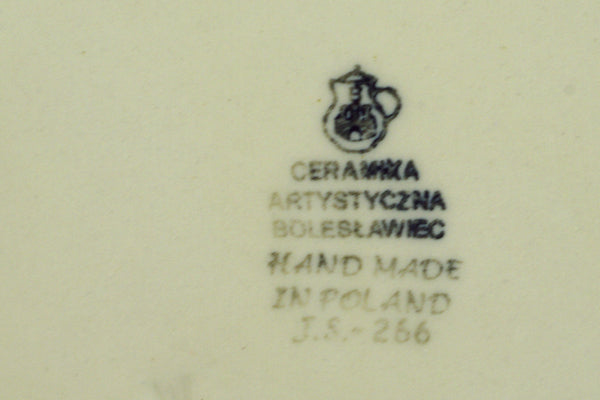 CERAMIKA
ARTYSTYCZNA
BOLESŁAWIEC
HAND MADE
IN POLAND
J.S.-266